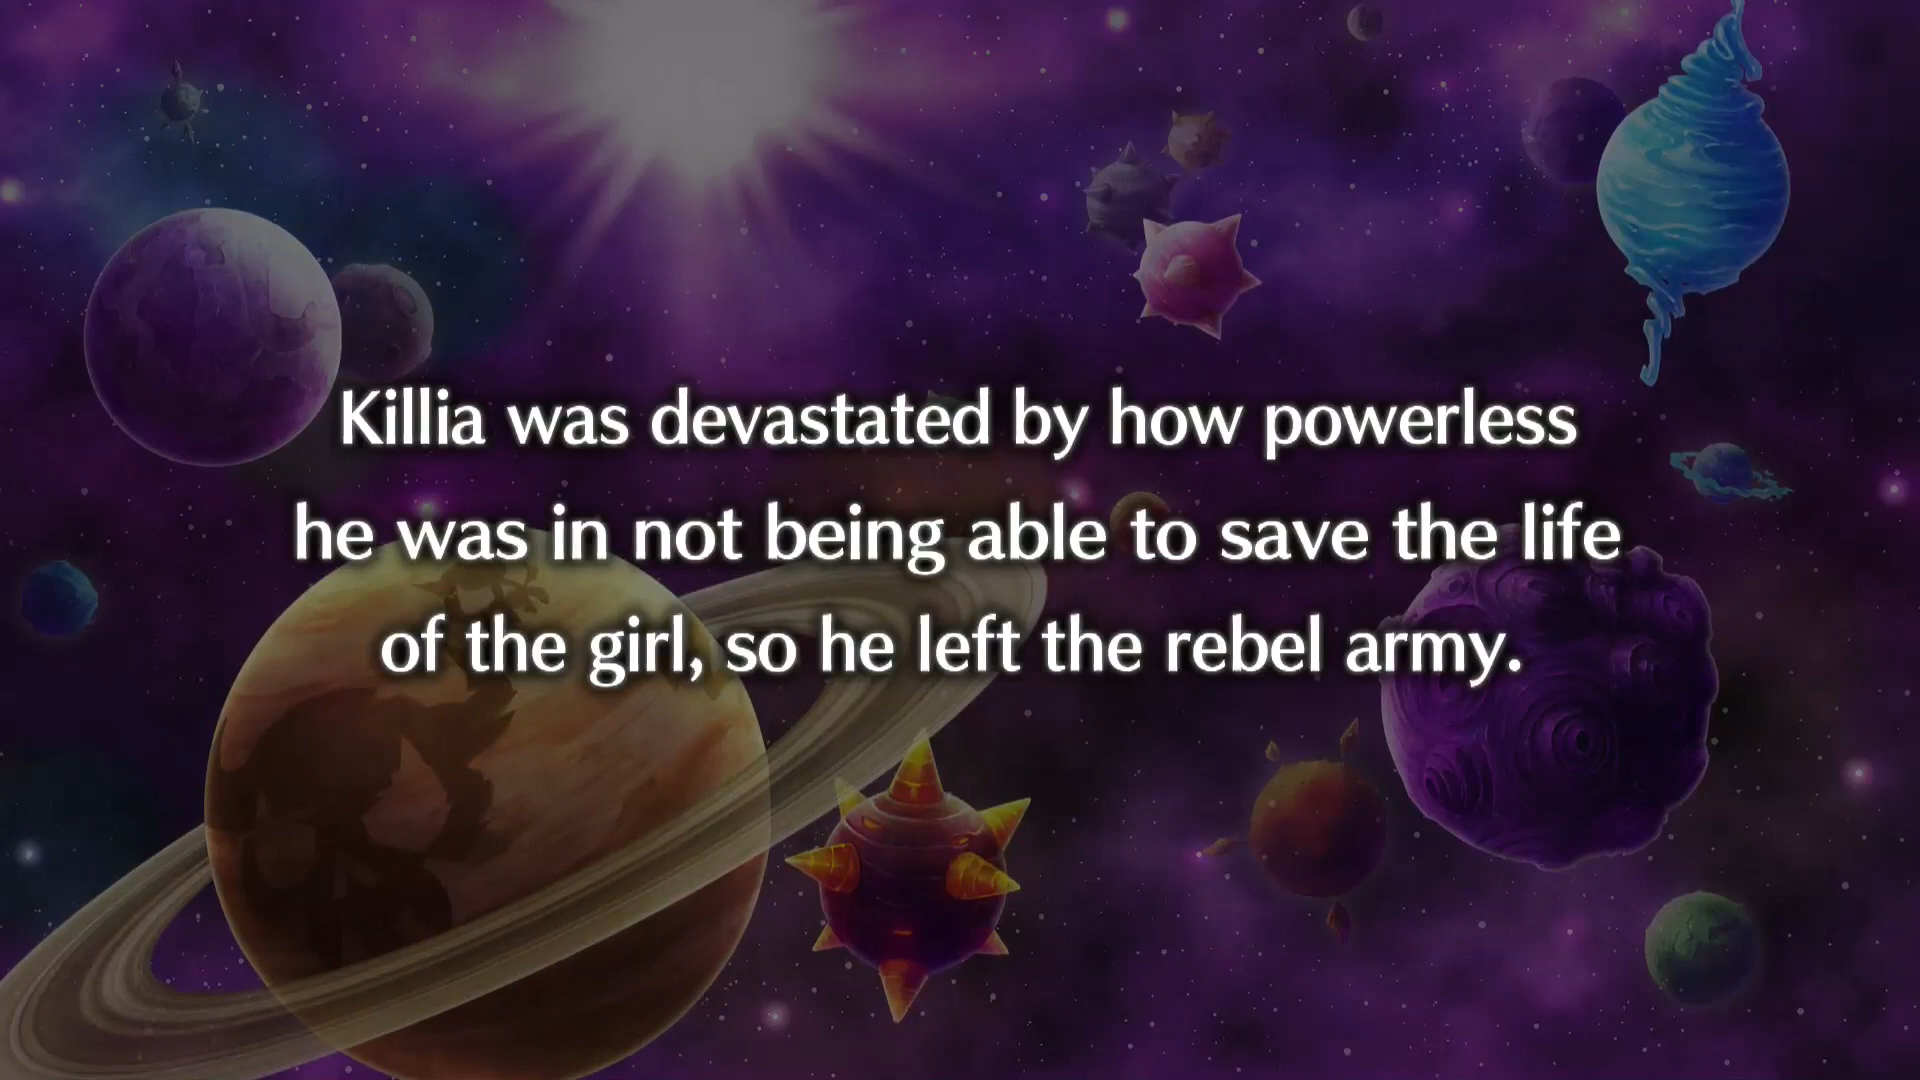 Killia was devastated by how powerless
he was in not being able to save the life
of the girl, so he left the rebel army.